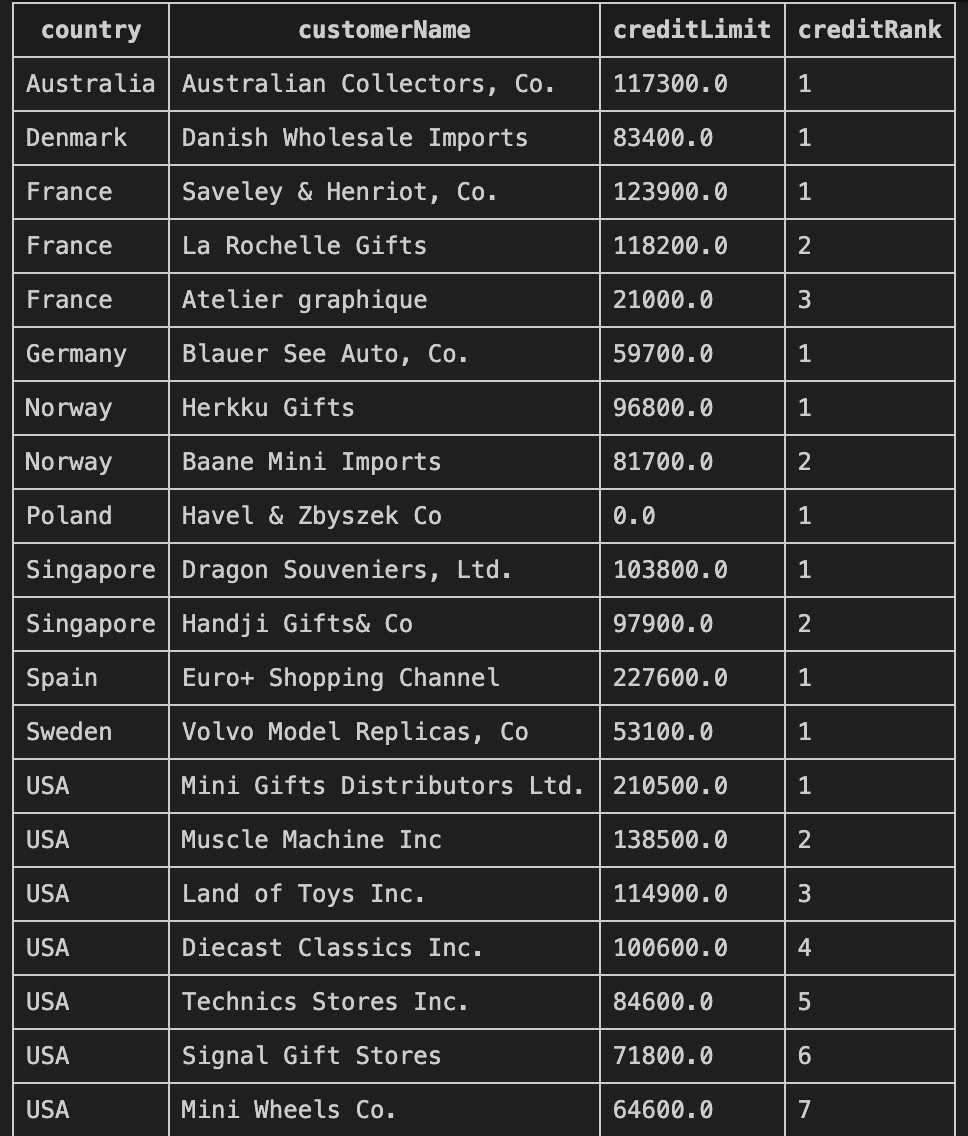 country customerName creditLimit creditRank
Australia Australian Collectors, Co. 117300.0 1
Denmark Danish Wholesale Imports 83400.0 1
France Saveley & Henriot, Co. 123900.0 1
France La Rochelle Gifts 118200.0 2
France Atelier graphique 21000.0 3
Germany Blauer See Auto, Co. 59700.0 1
Norway Herkku Gifts 96800.0 1
Norway Baane Mini Imports 81700.0 2
Poland Havel & Zbyszek Co 0.0 1
Singapore Dragon Souveniers, Ltd. 103800.0 1
Singapore Handji Gifts& Co 97900.0 2
Spain Euro+ Shopping Channel 227600.0 1
Sweden Volvo Model Replicas, Co 53100.0 1
USA Mini Gifts Distributors Ltd. 210500.0 1
USA Muscle Machine Inc 138500.0 2
USA Land of Toys Inc. 114900.0 3
USA Diecast Classics Inc. 100600.0 4
USA Technics Stores Inc. 84600.0 5
USA Signal Gift Stores 71800.0 6
USA Mini Wheels Co. 64600.0 7